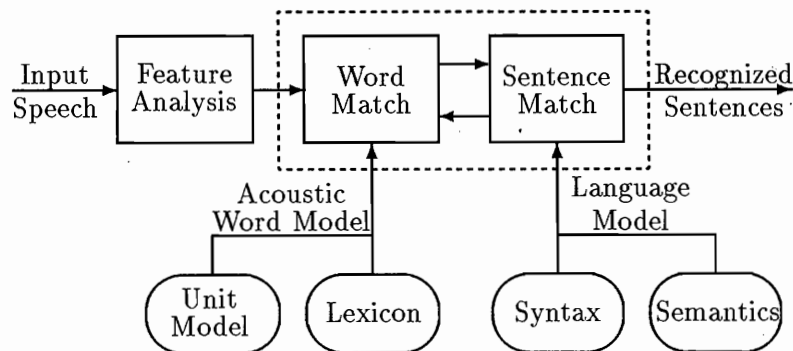 Input
Speech
Feature
Analysis
Word
Match
Sentence
Match
Recognized
Sentences
Acoustic
Word Model
Language
Model
Unit
Model
Lexicon
Syntax
Semantics